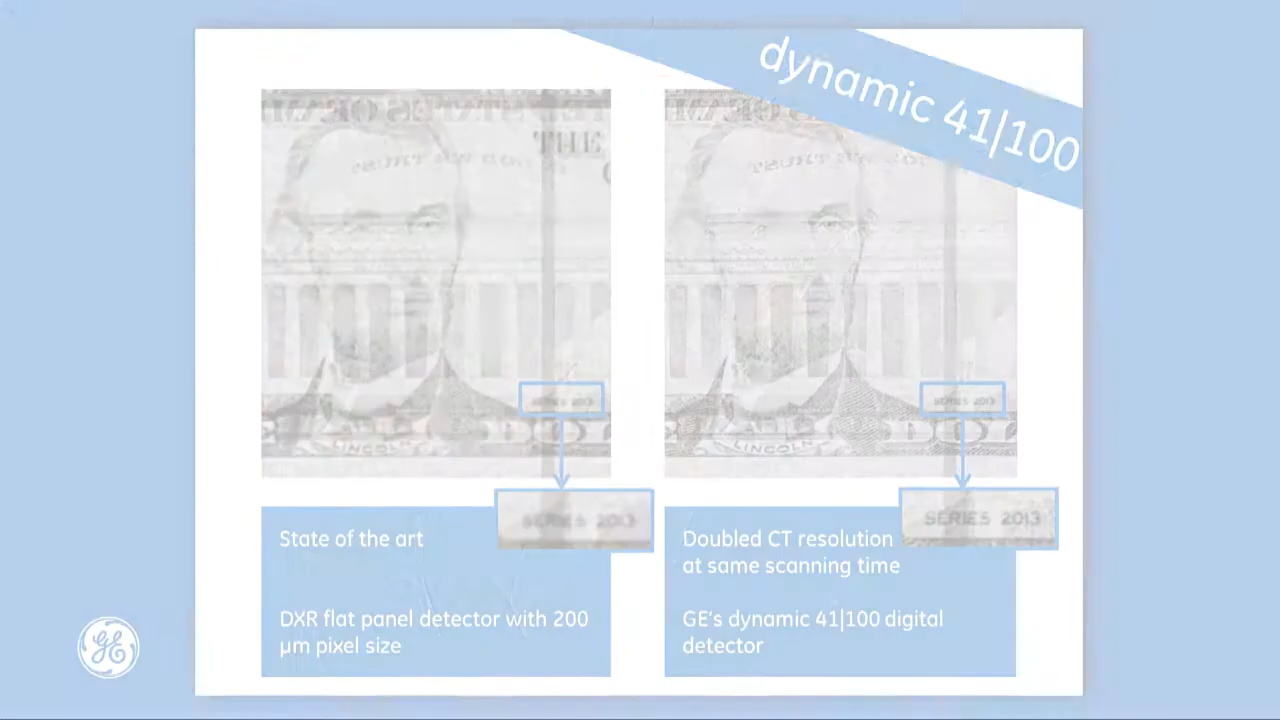 dynamic 41|100
THE
LINCOLN
LINCOLN
SERIES 2013
SERIES 2013
SERIES 2013
SERIES 2013
State of the art
DXR flat panel detector with 200
µm pixel size
Doubled CT resolution
at same scanning time
GE's dynamic 41|100 digital
detector
GE